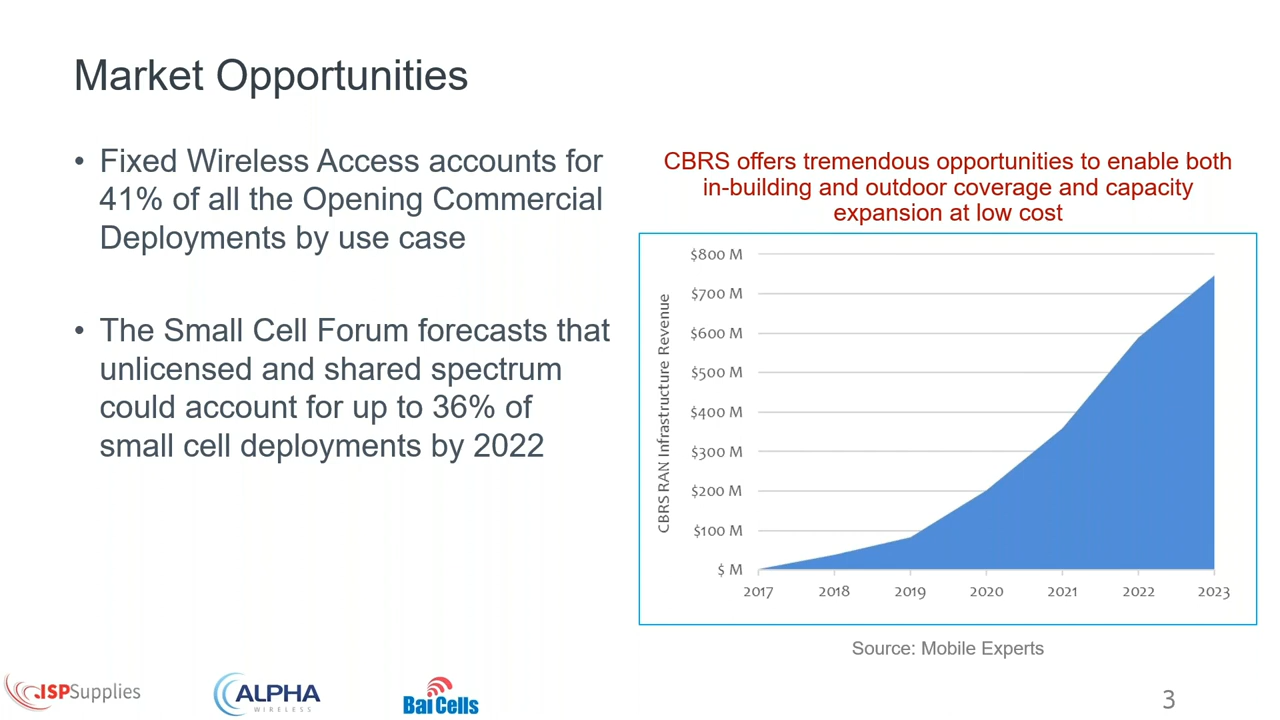 Market Opportunities
• Fixed Wireless Access accounts for
41% of all the Opening Commercial
Deployments by use case
• The Small Cell Forum forecasts that
unlicensed and shared spectrum
could account for up to 36% of
small cell deployments by 2022
CBRS offers tremendous opportunities to enable both
in-building and outdoor coverage and capacity
expansion at low cost
CBRS RAN Infrastructure Revenue
$800 M
$700 M
$600 M
$500 M
$400 M
$300 M
$200 M
$100 M
$ M
2017 2018 2019 2020 2021 2022 2023
Source: Mobile Experts
ISPSupplies
ALPHA
WIRELESS
BaiCells
3